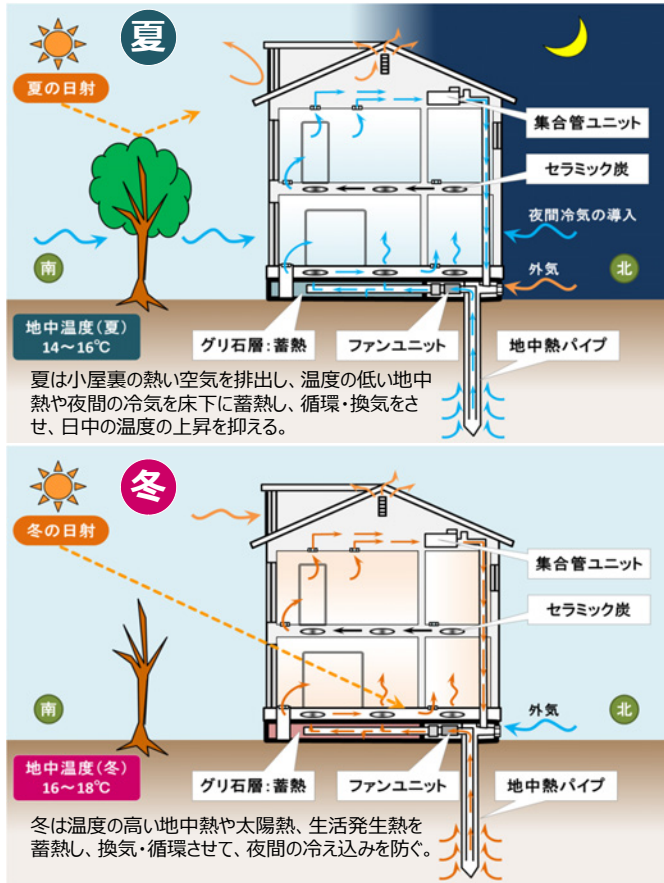 夏
夏の日射
集合管ユニット
セラミック炭
夜間冷気の導入
外気
南
北
地中温度(夏)
14～16℃
グリ石層：蓄熱
ファンユニット
地中熱パイプ
夏は小屋裏の熱い空気を排出し、温度の低い地中
熱や夜間の冷気を床下に蓄熱し、循環・換気をさ
せ、日中の温度の上昇を抑える。
冬
冬の日射
集合管ユニット
セラミック炭
外気
南
北
地中温度(冬)
16～18℃
グリ石層：蓄熱
ファンユニット
地中熱パイプ
冬は温度の高い地中熱や太陽熱、生活発生熱を
蓄熱し、換気・循環させて、夜間の冷え込みを防ぐ。